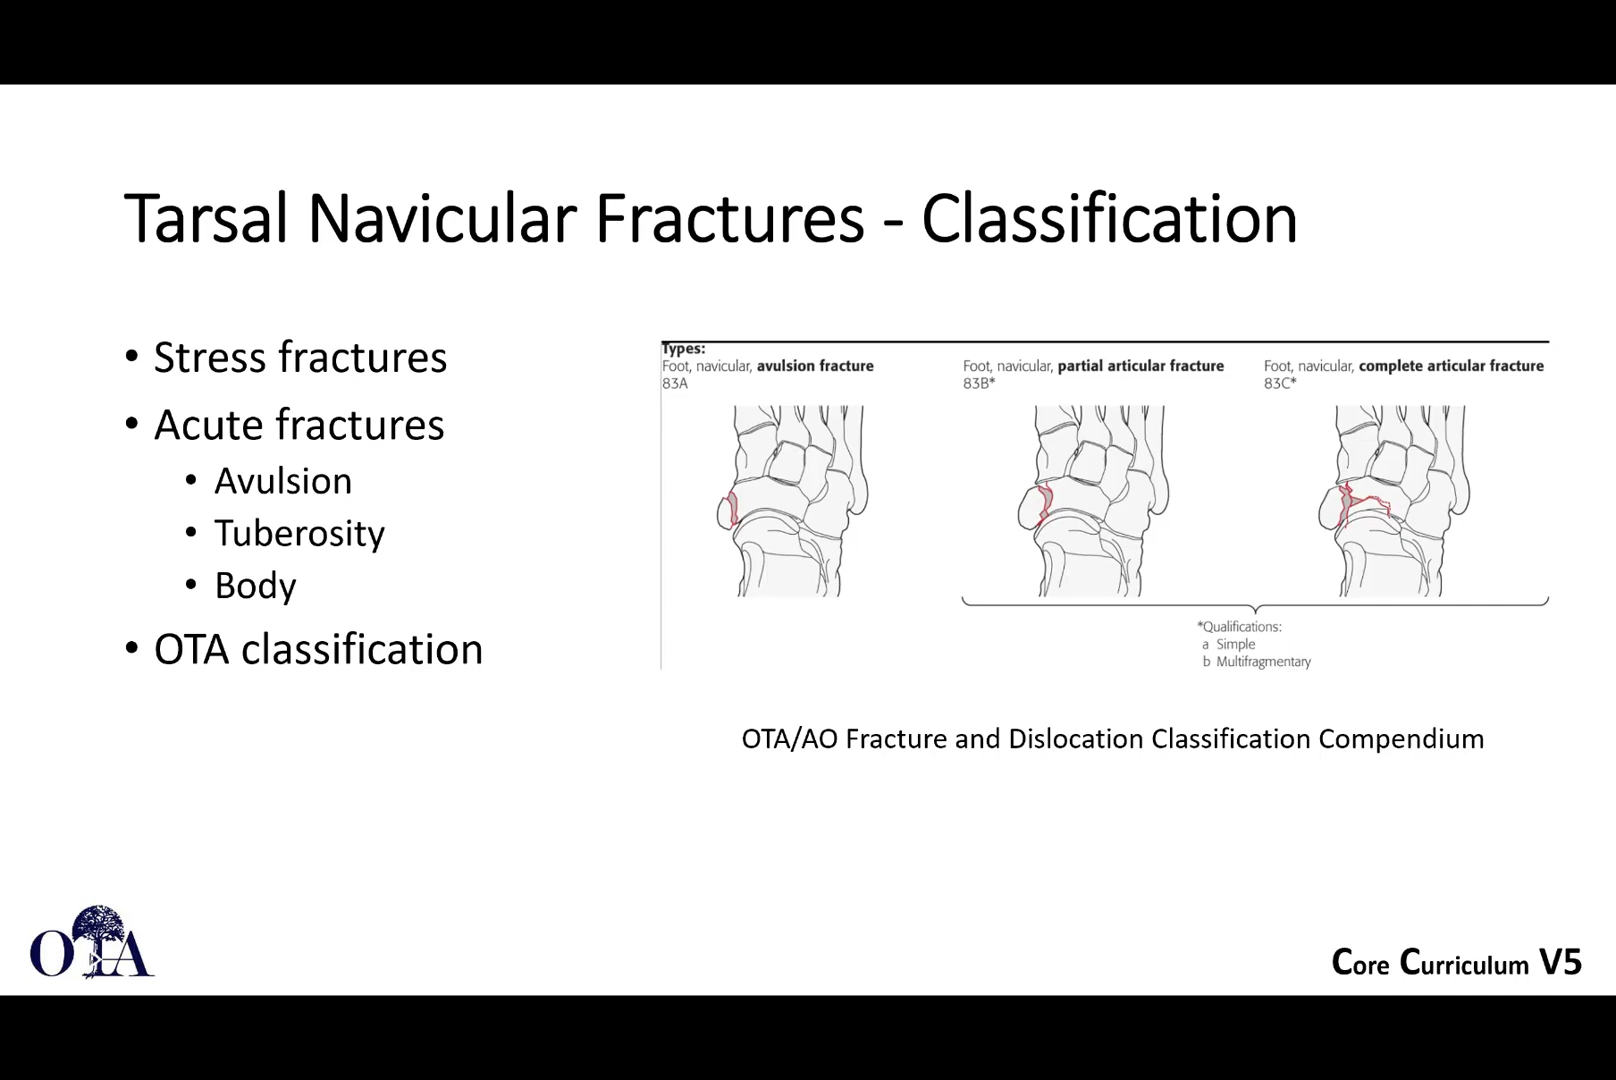 Tarsal Navicular Fractures - Classification
• Stress fractures
• Acute fractures
• Avulsion
• Tuberosity
• Body
• OTA classification
Types:
Foot, navicular, avulsion fracture
83A
Foot, navicular, partial articular fracture
83B*
Foot, navicular, complete articular fracture
83C*
*Qualifications:
a Simple
b Multifragmentary
OTA/AO Fracture and Dislocation Classification Compendium
OTA
Core Curriculum V5